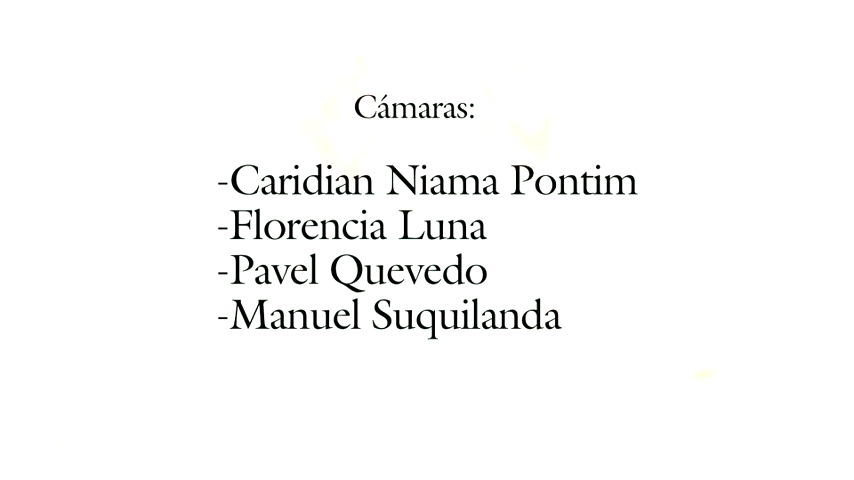 Cámaras:
-Caridian Niama Pontim
-Florencia Luna
-Pavel Quevedo
-Manuel Suquilanda